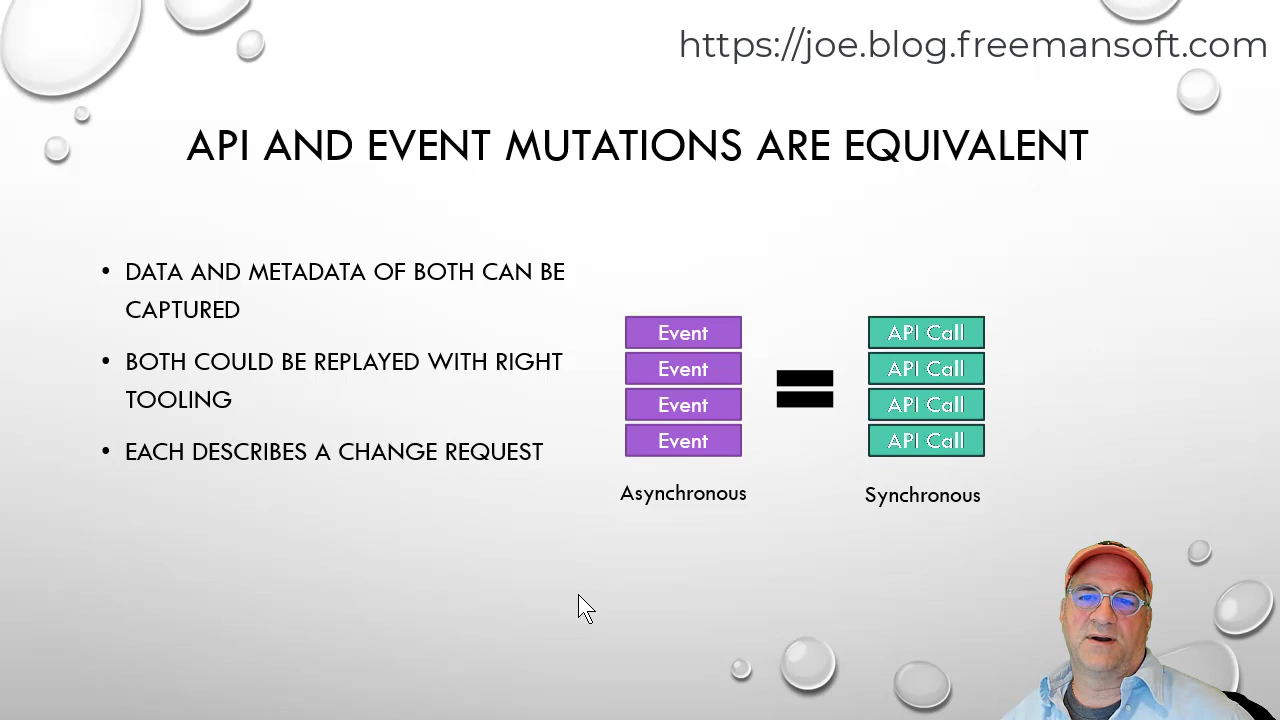 https://joe.blog.freemansoft.com
API AND EVENT MUTATIONS ARE EQUIVALENT
• DATA AND METADATA OF BOTH CAN BE
CAPTURED
• BOTH COULD BE REPLAYED WITH RIGHT
TOOLING
• EACH DESCRIBES A CHANGE REQUEST
Event
Event
Event
Event
Asynchronous
API Call
API Call
API Call
API Call
Synchronous